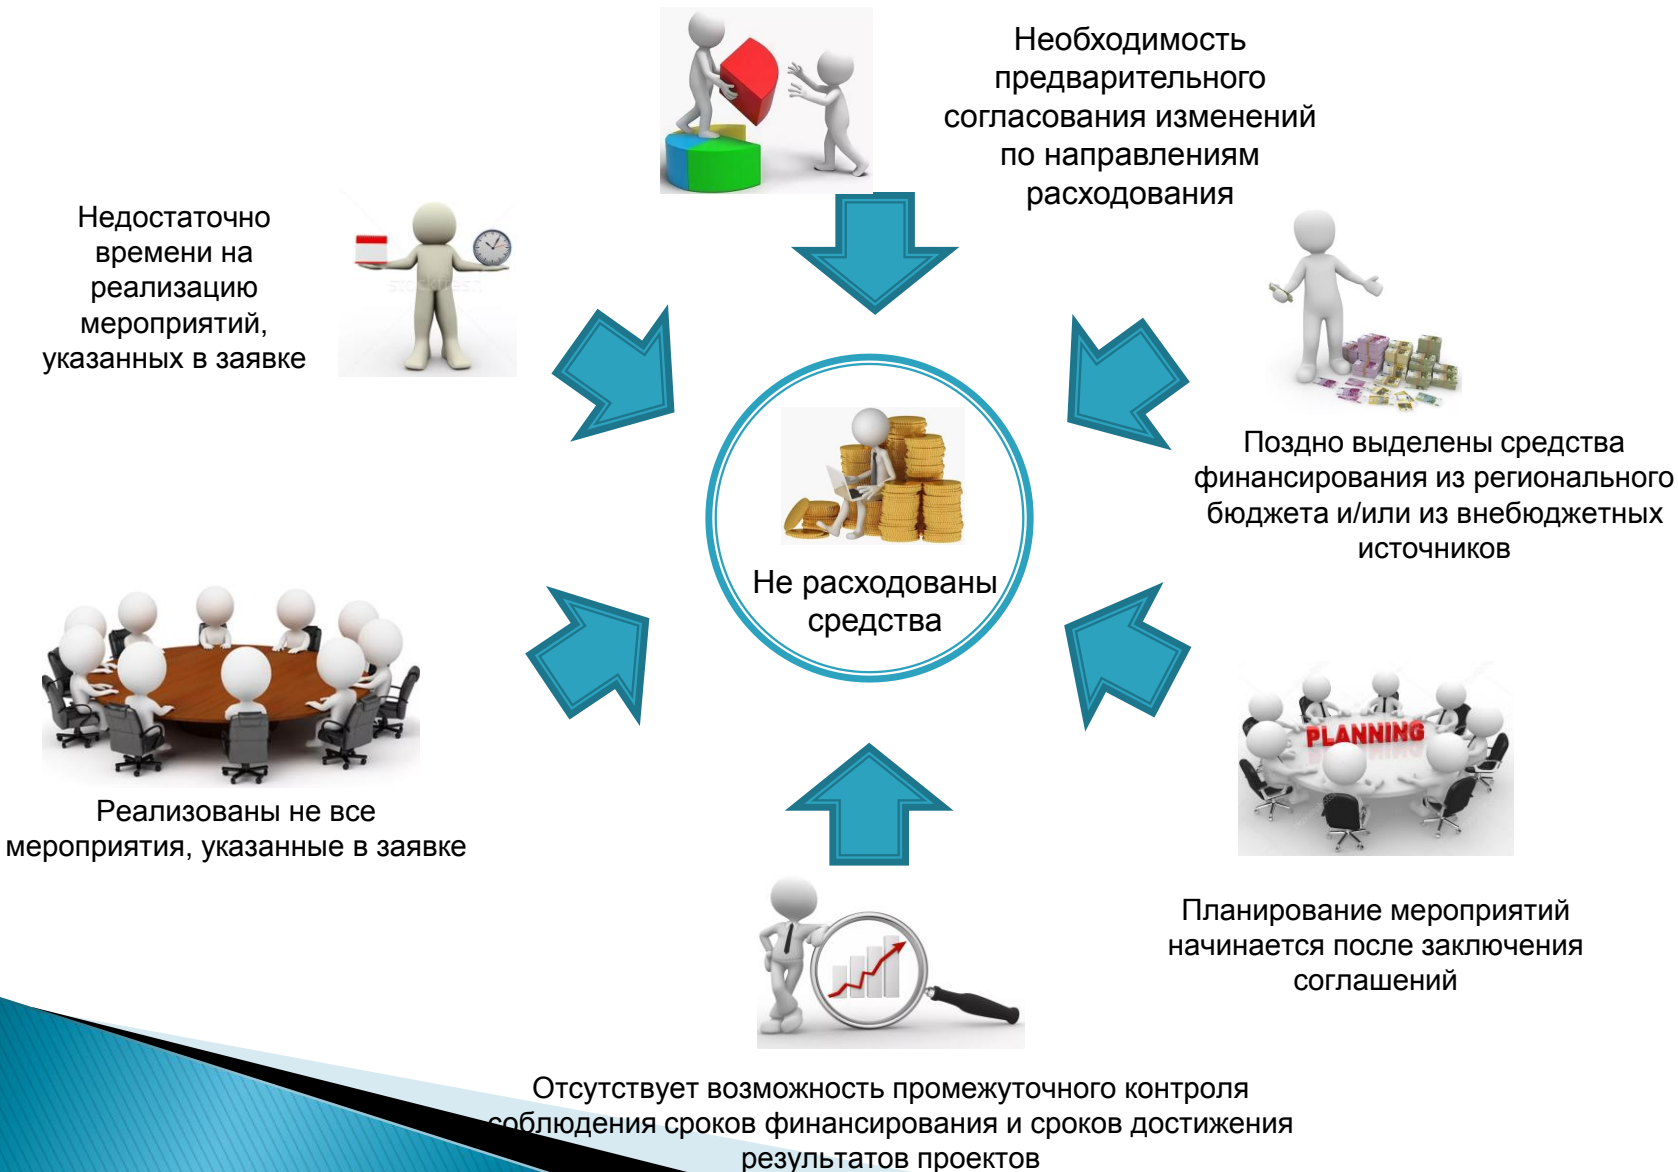 Необходимость
предварительного
согласования изменений
по направлениям
расходования
Недостаточно
времени на
реализацию
мероприятий,
указанных в заявке
Поздно выделены средства
финансирования из регионального
бюджета и/или из внебюджетных
источников
Не расходованы
средства
PLANNING
Реализованы не все
мероприятия, указанные в заявке
Планирование мероприятий
начинается после заключения
соглашений
Отсутствует возможность промежуточного контроля
соблюдения сроков финансирования и сроков достижения
результатов проектов